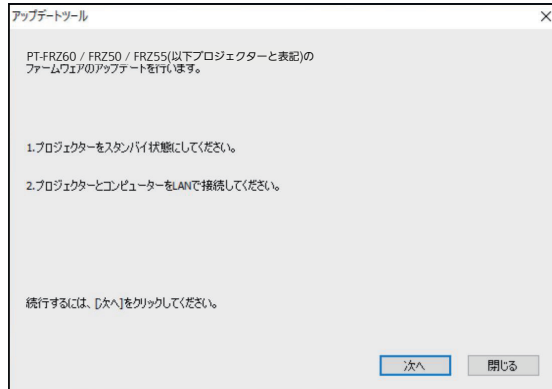 アップデートツール
PT-FRZ60 / FRZ50 / FRZ55(以下プロジェクターと表記)の
ファームウェアのアップデートを行います。
1.プロジェクターをスタンバイ状態にしてください。
2.プロジェクターとコンピューターをLANで接続してください。
続行するには、[次へ]をクリックしてください。
次へ
閉じる